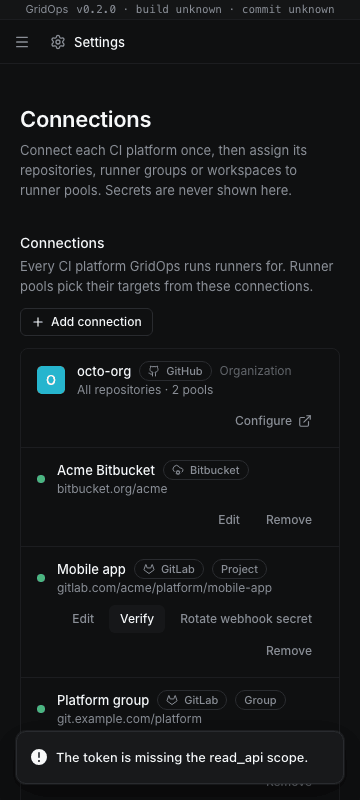 GridOps v0.2.0 · build unknown · commit unknown
Settings
Connections
Connect each CI platform once, then assign its
repositories, runner groups or workspaces to
runner pools. Secrets are never shown here.
Connections
Every CI platform GridOps runs runners for. Runner
pools pick their targets from these connections.
Add connection
O
octo-org GitHub Organization
All repositories · 2 pools
Configure
Acme Bitbucket Bitbucket
bitbucket.org/acme
Edit Remove
Mobile app GitLab Project
gitlab.com/acme/platform/mobile-app
Edit Verify Rotate webhook secret
Remove
Platform group GitLab Group
git.example.com/platform
The token is missing the read_api scope.